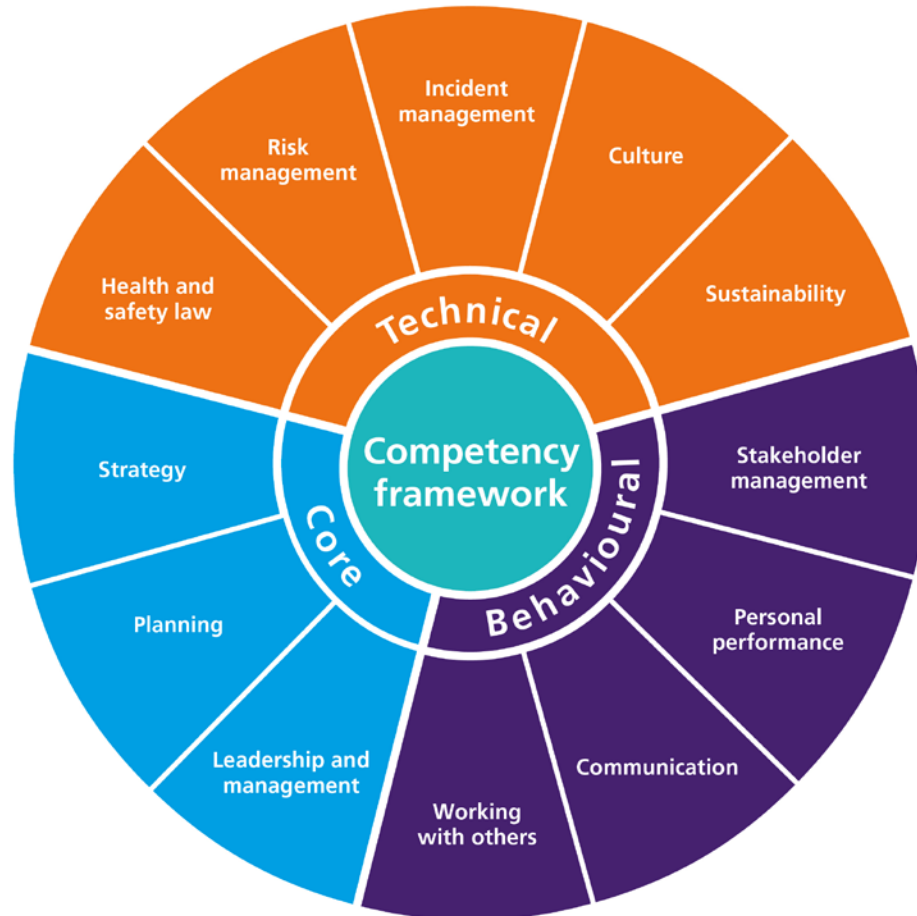 Incident
management
Culture
Sustainability
Risk
management
Health and
safety law
Technical
Competency
framework
Core
Behavioural
Strategy
Planning
Leadership and
management
Stakeholder
management
Personal
performance
Communication
Working
with others